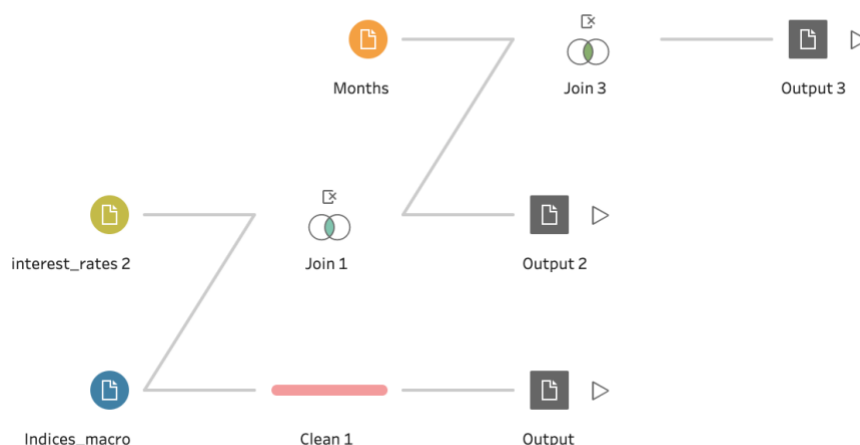 Months
Join 3
Output 3
interest_rates 2
Join 1
Output 2
Indices_macro
Clean 1
Output